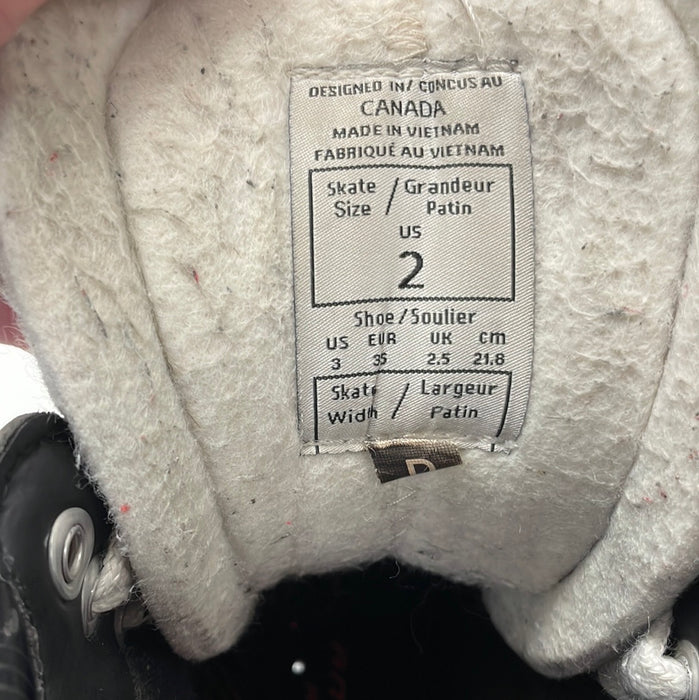 DESIGNED IN/ CONCUS AU
CANADA
MADE IN VIETNAM
FABRIQUÉ AU VIETNAM
Skate / Grandeur
Size / Patin
US
2
Shoe/Soulier
US EUR UK cm
3 35 2.5 21.8
Skate / Largeur
Width / Patin
D